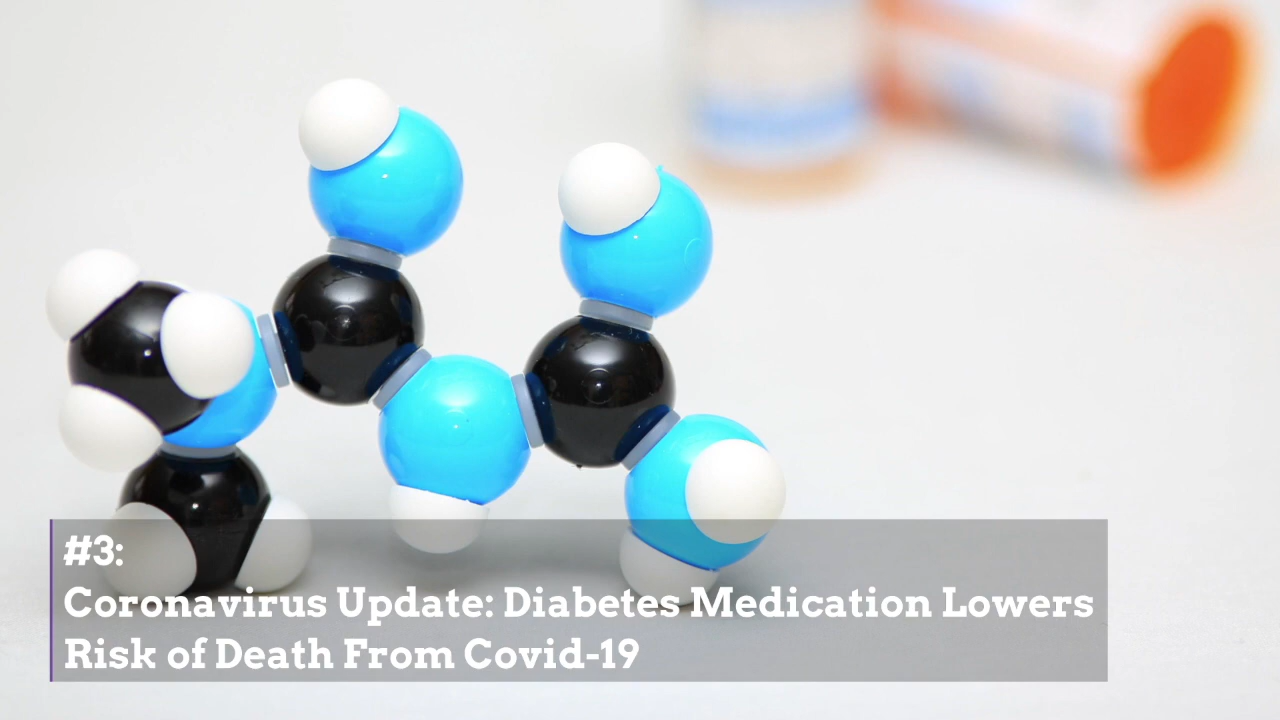 #3:
Coronavirus Update: Diabetes Medication Lowers
Risk of Death From Covid-19